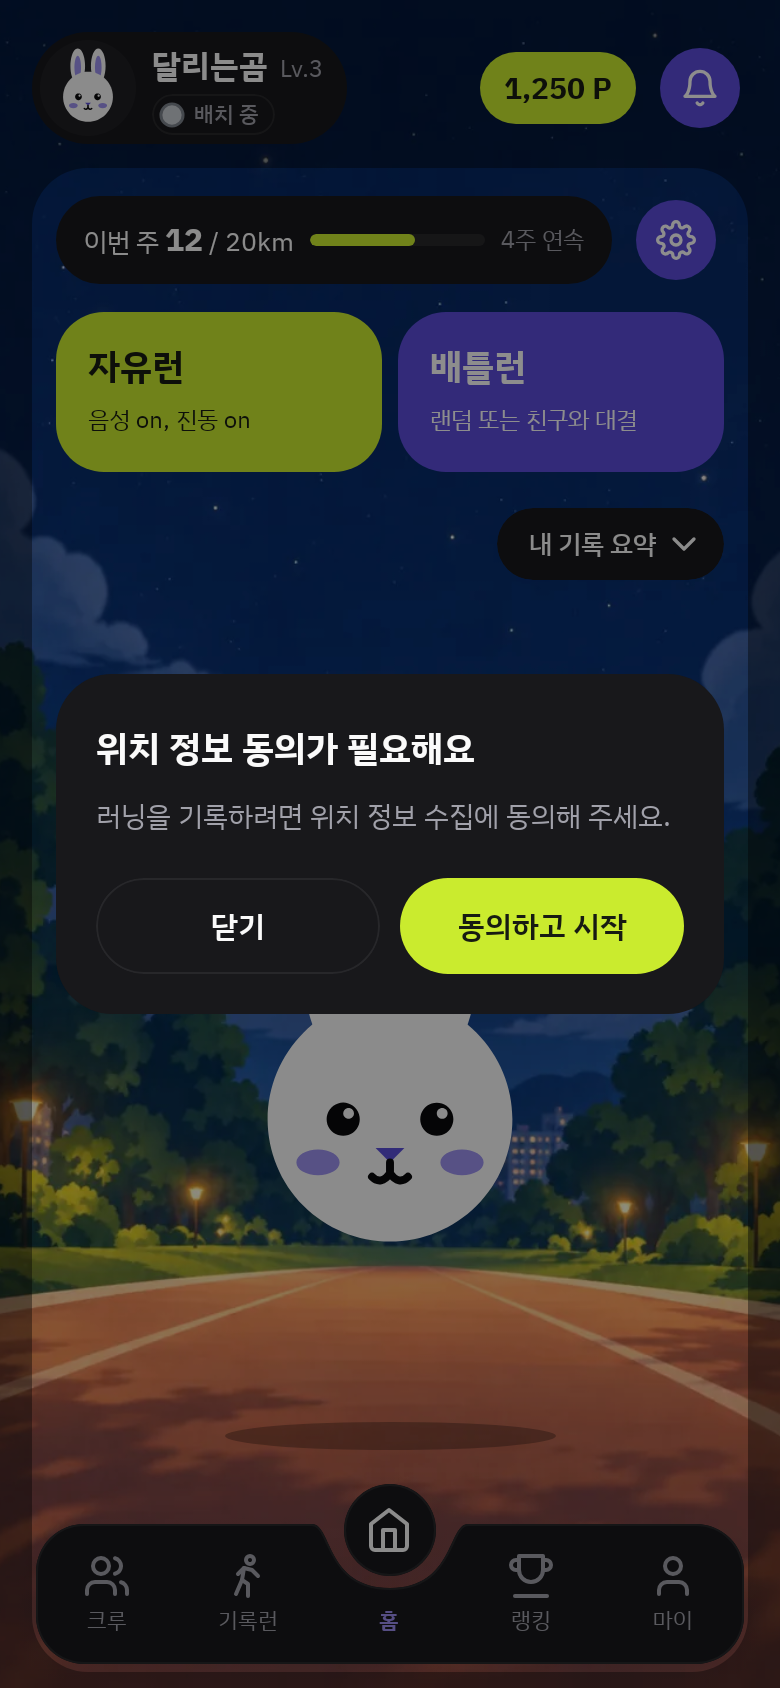 달리는곰 Lv.3
배치 중
1,250 P
이번 주 12 / 20km
4주 연속
자유런
음성 on, 진동 on
배틀런
랜덤 또는 친구와 대결
내 기록 요약
위치 정보 동의가 필요해요
러닝을 기록하려면 위치 정보 수집에 동의해 주세요.
닫기
동의하고 시작
크루
기록런
홈
랭킹
마이